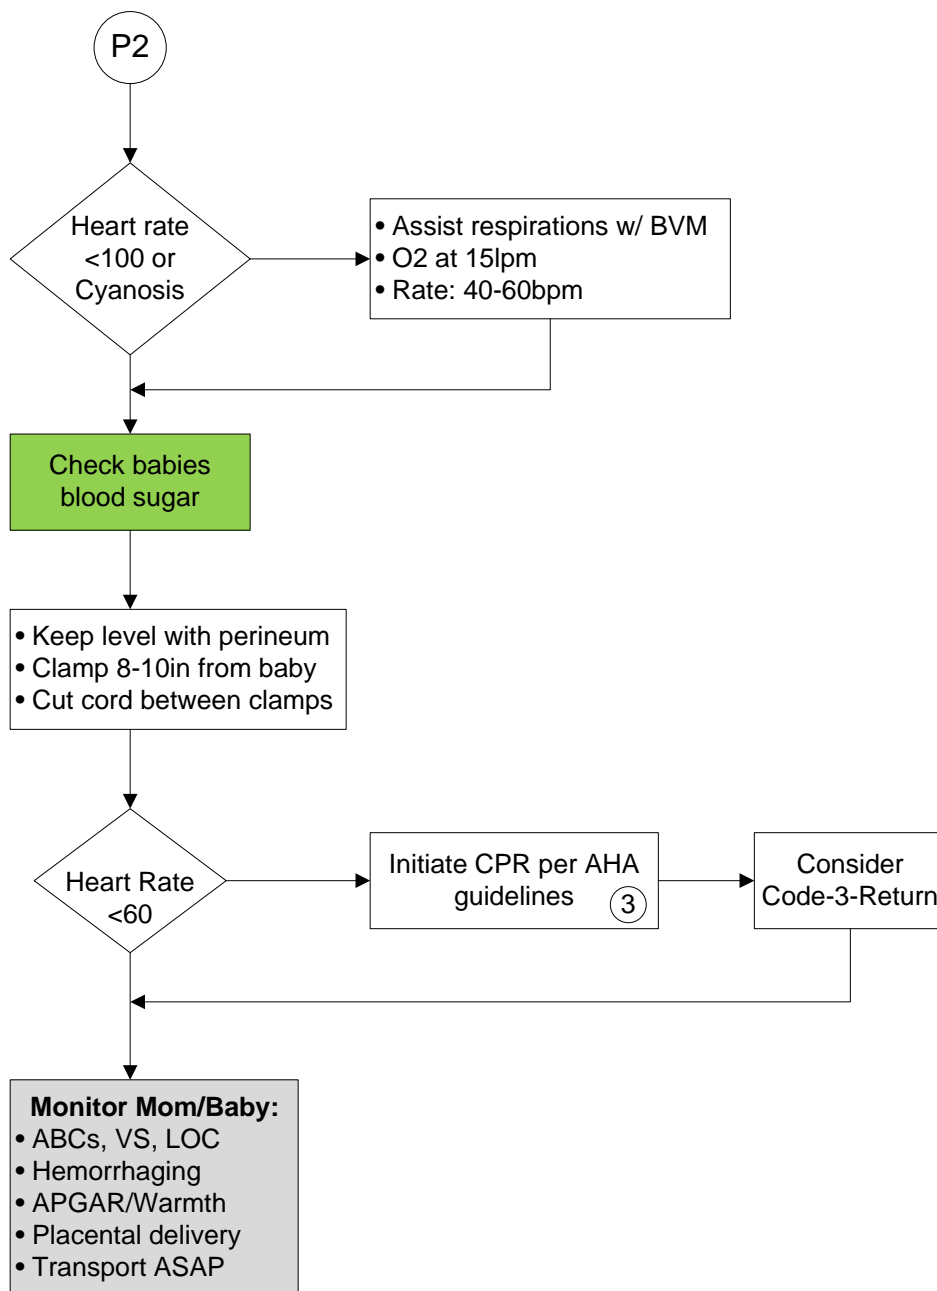 P2
Heart rate
<100 or
Cyanosis
• Assist respirations w/ BVM
• O2 at 15lpm
• Rate: 40-60bpm
Check babies
blood sugar
• Keep level with perineum
• Clamp 8-10in from baby
• Cut cord between clamps
Heart Rate
<60
Initiate CPR per AHA
guidelines
3
Consider
Code-3-Return
Monitor Mom/Baby:
• ABCs, VS, LOC
• Hemorrhaging
• APGAR/Warmth
• Placental delivery
• Transport ASAP